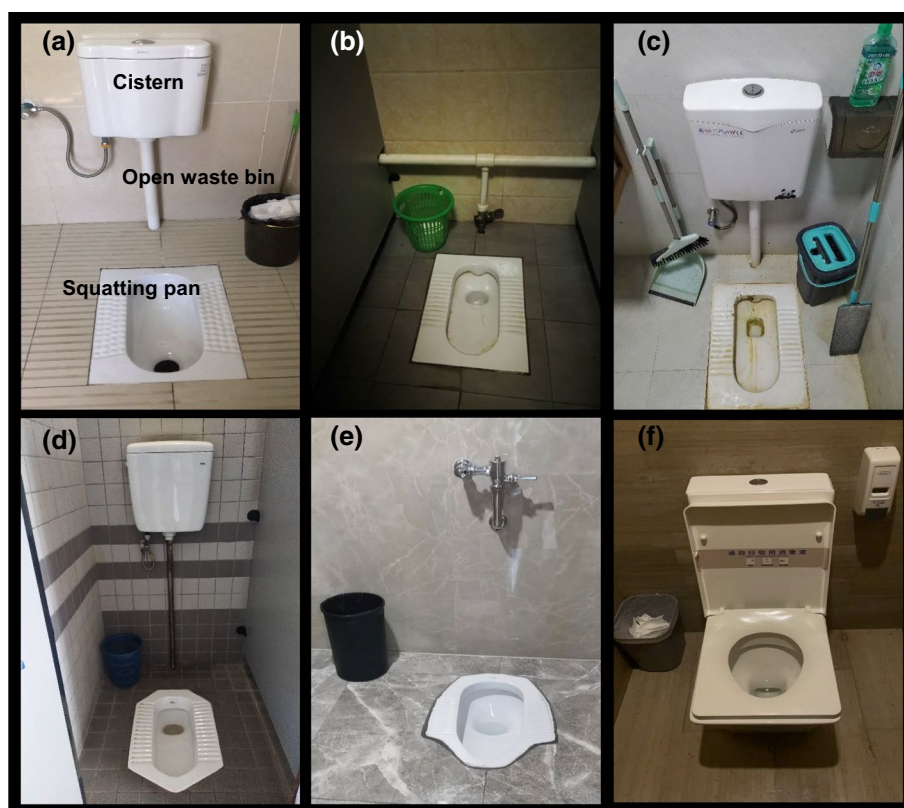 (a)
Cistern
Open waste bin
Squatting pan
(b)
(c)
(d)
(e)
(f)